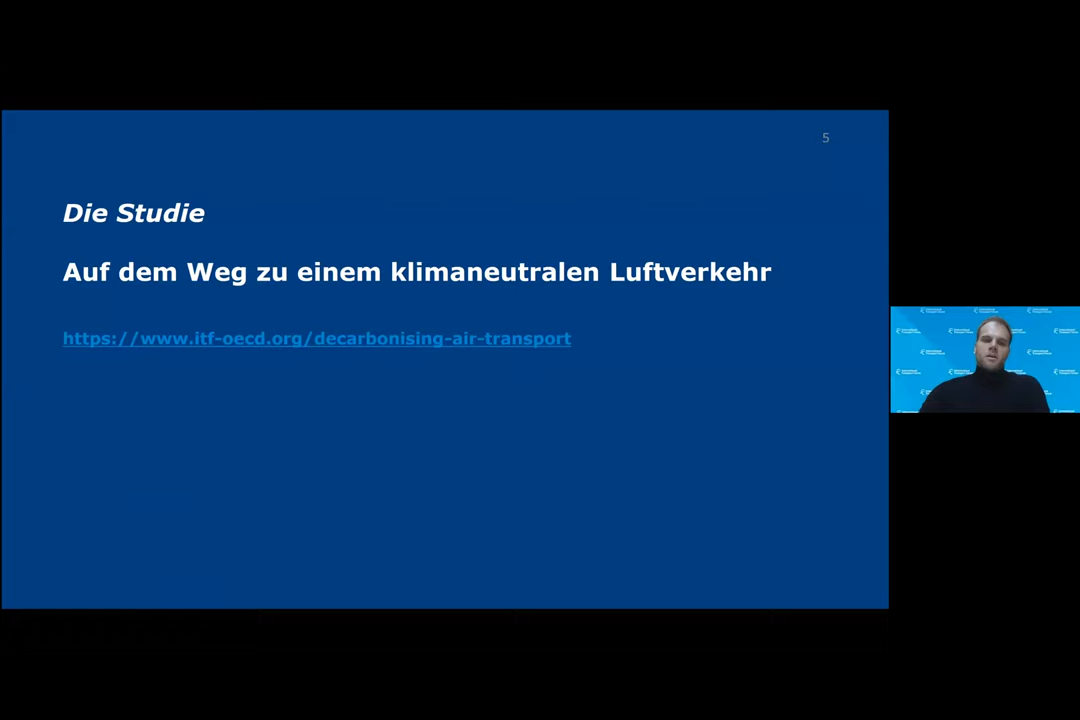 5
Die Studie
Auf dem Weg zu einem klimaneutralen Luftverkehr
https://www.itf-oecd.org/decarbonising-air-transport